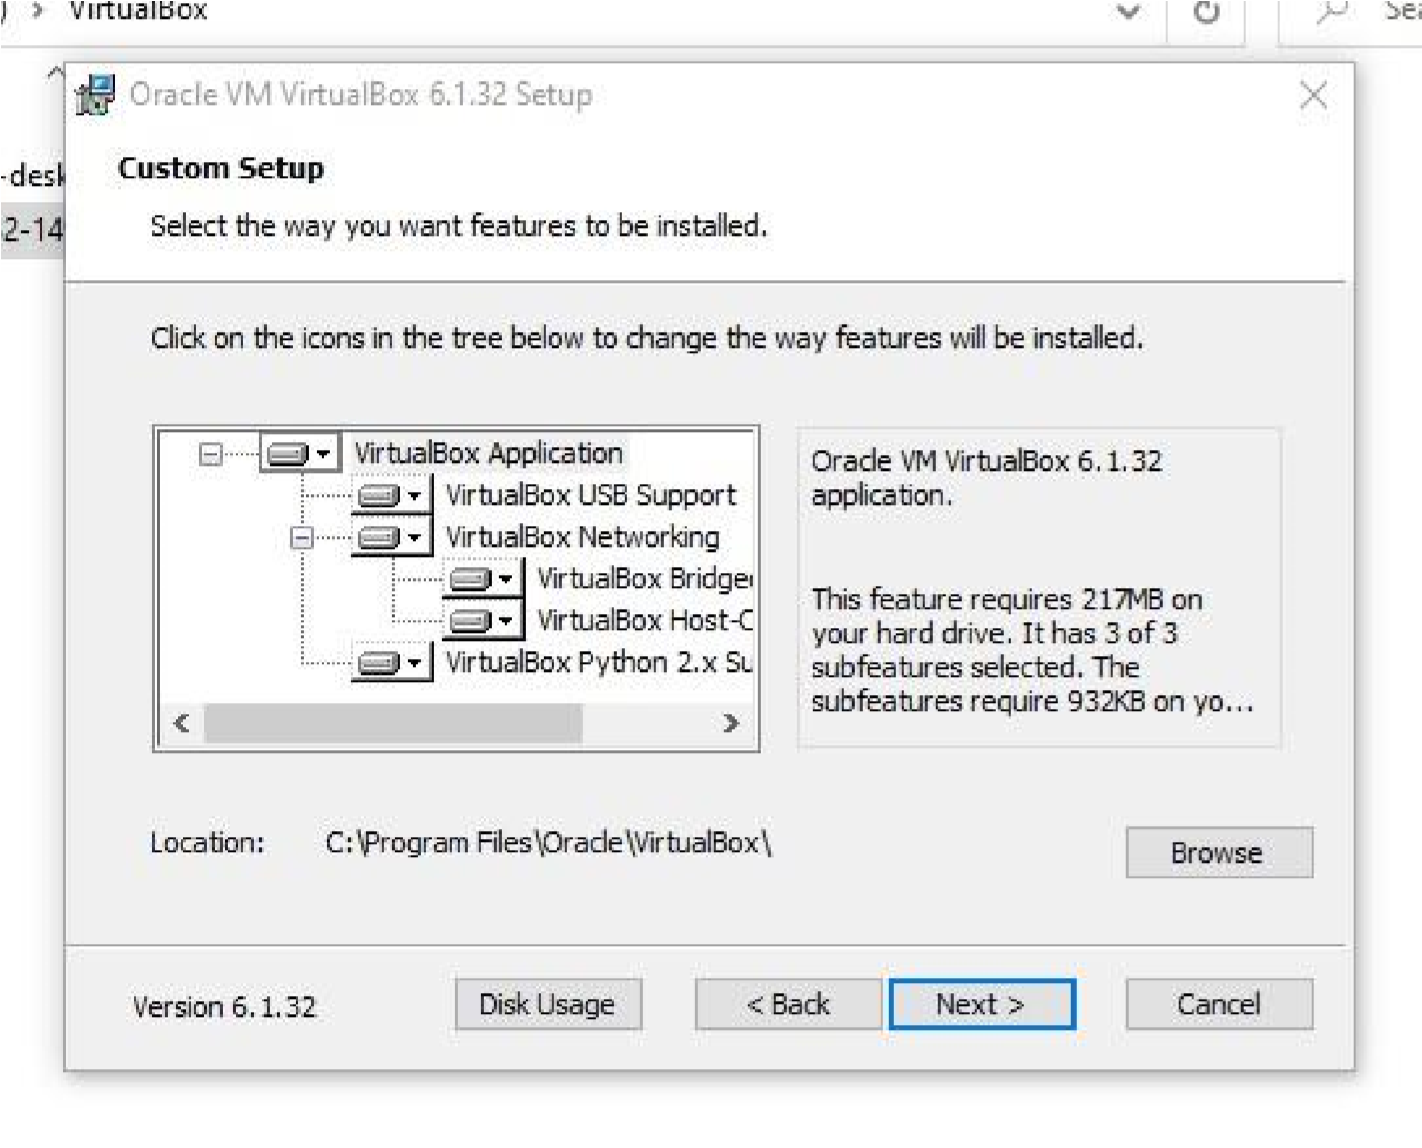 VirtualBox
Oracle VM VirtualBox 6.1.32 Setup
Custom Setup
-desk
2-14
Select the way you want features to be installed.
Click on the icons in the tree below to change the way features will be installed.
VirtualBox Application
VirtualBox USB Support
VirtualBox Networking
VirtualBox Bridge
VirtualBox Host-
VirtualBox Python 2.x Su
Oracle VM VirtualBox 6.1.32
application.
This feature requires 217MB on
your hard drive. It has 3 of 3
subfeatures selected. The
subfeatures require 932KB on yo...
Location: C:\Program Files\Oracle\VirtualBox\
Browse
Version 6.1.32
Disk Usage
< Back
Next >
Cancel